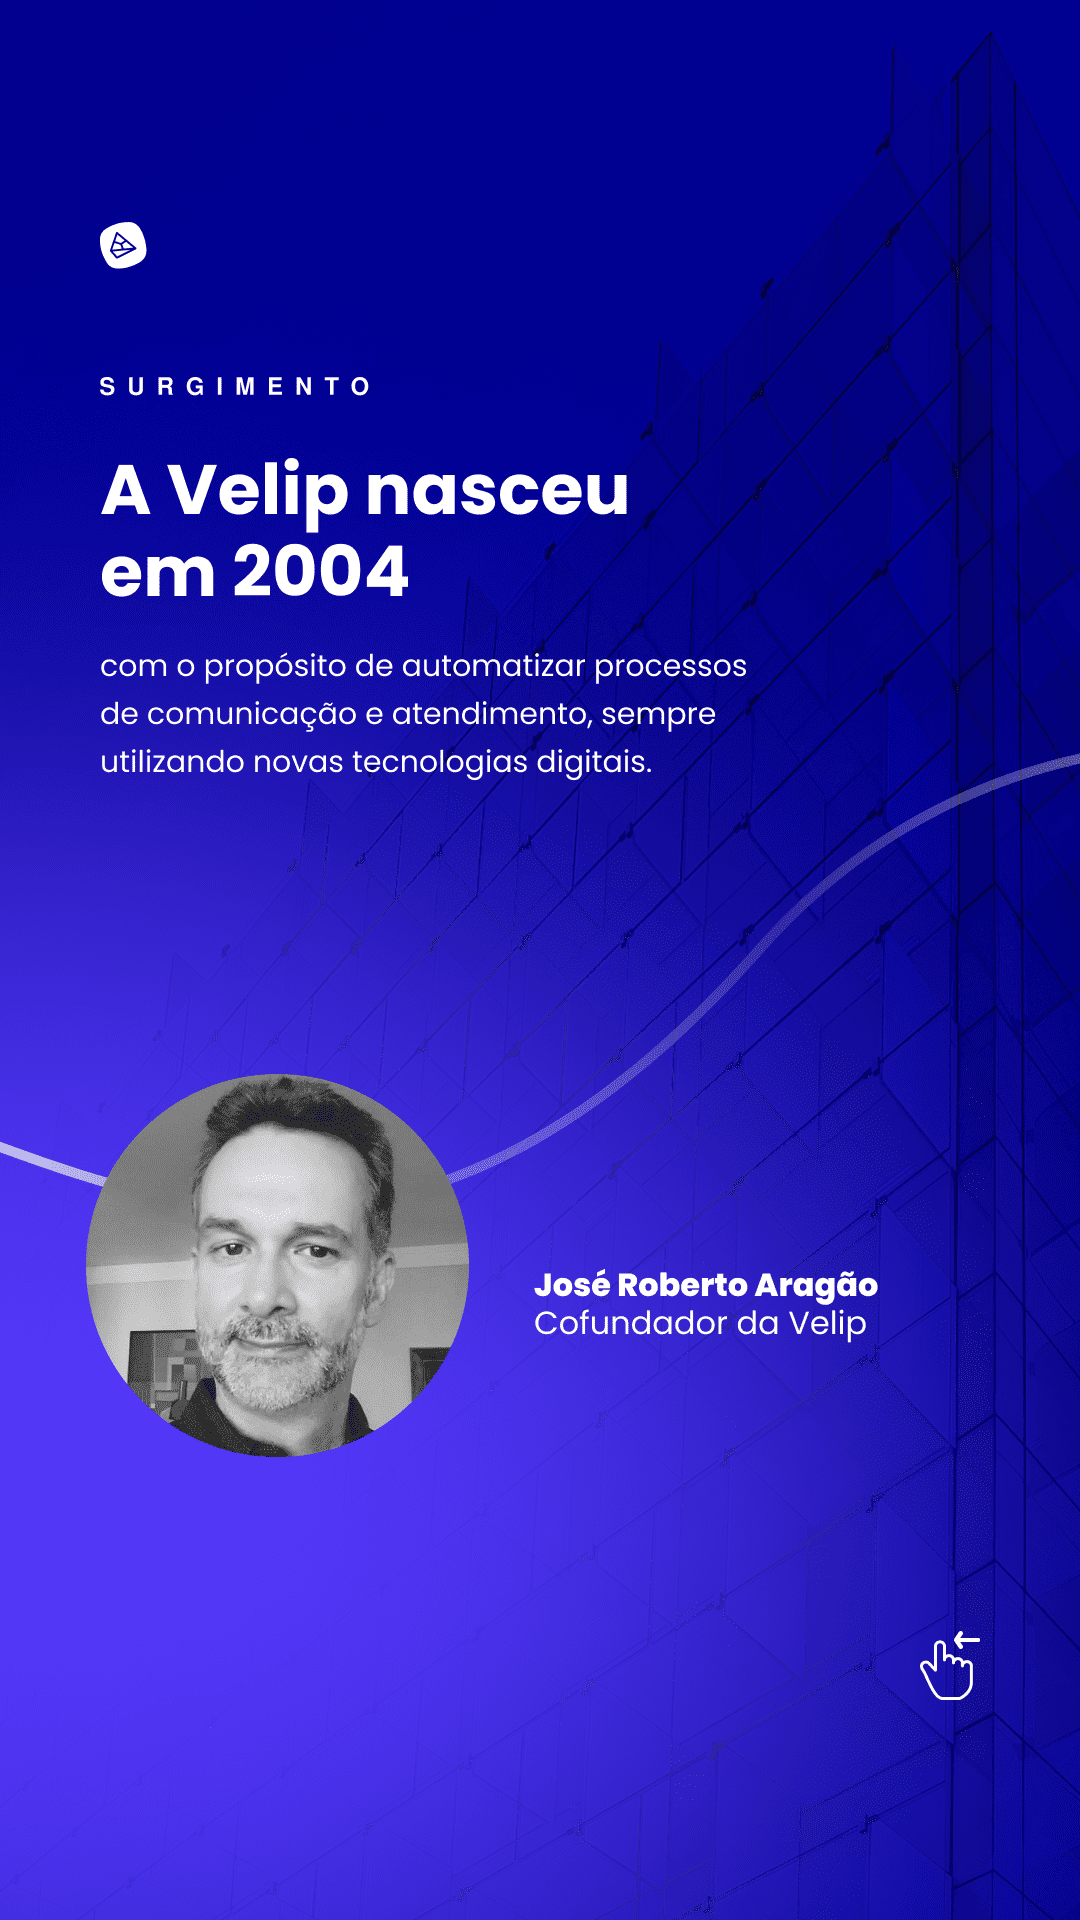 SURGIMENTO
A Velip nasceu
em 2004
com o propósito de automatizar processos
de comunicação e atendimento, sempre
utilizando novas tecnologias digitais.
José Roberto Aragão
Cofundador da Velip